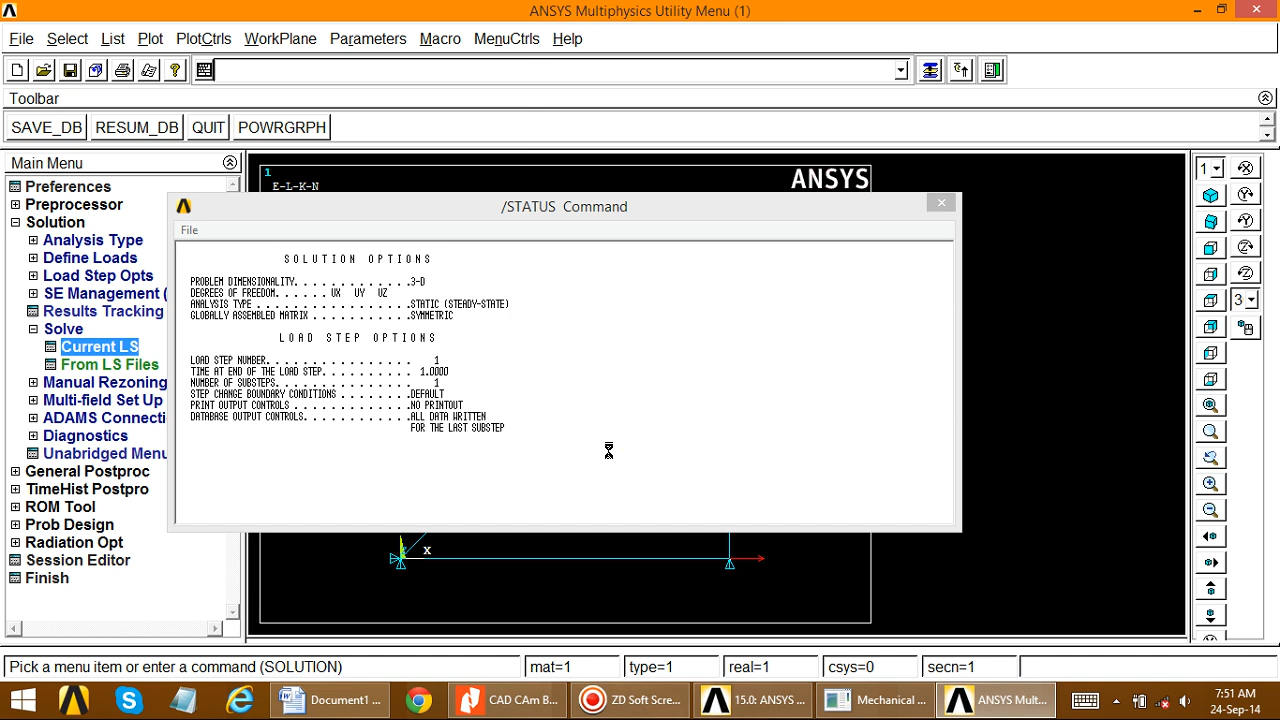 ANSYS Multiphysics Utility Menu (1)
File Select List Plot PlotCtrls WorkPlane Parameters Macro MenuCtrls Help
Toolbar
SAVE_DB RESUM_DB QUIT POWRGRPH
Main Menu
Preferences
Preprocessor
Solution
Analysis Type
Define Loads
Load Step Opts
SE Management (
Results Tracking
Solve
Current LS
From LS Files
Manual Rezoning
Multi-field Set Up
ADAMS Connecti
Diagnostics
Unabridged Menu
General Postproc
TimeHist Postpro
ROM Tool
Prob Design
Radiation Opt
Session Editor
Finish
1
E-L-K-N
ANSYS
/STATUS Command
File
S O L U T I O N   O P T I O N S
PROBLEM DIMENSIONALITY. . . . . . . . . . . . .3-D
DEGREES OF FREEDOM. . . . . . UX   UY   UZ
ANALYSIS TYPE . . . . . . . . . . . . . . . . .STATIC (STEADY-STATE)
GLOBALLY ASSEMBLED MATRIX . . . . . . . . . . .SYMMETRIC
L O A D   S T E P   O P T I O N S
LOAD STEP NUMBER. . . . . . . . . . . . . . . .     1
TIME AT END OF THE LOAD STEP. . . . . . . . . .  1.0000
NUMBER OF SUBSTEPS. . . . . . . . . . . . . . .     1
STEP CHANGE BOUNDARY CONDITIONS . . . . . . . .DEFAULT
PRINT OUTPUT CONTROLS . . . . . . . . . . . . .NO PRINTOUT
DATABASE OUTPUT CONTROLS. . . . . . . . . . . .ALL DATA WRITTEN
FOR THE LAST SUBSTEP
X
1
3
Pick a menu item or enter a command (SOLUTION) mat=1 type=1 real=1 csys=0 secn=1
Document1 ... CAD CAm B... ZD Soft Scre... 15.0: ANSYS ... Mechanical ... ANSYS Mult...
7:51 AM
24-Sep-14